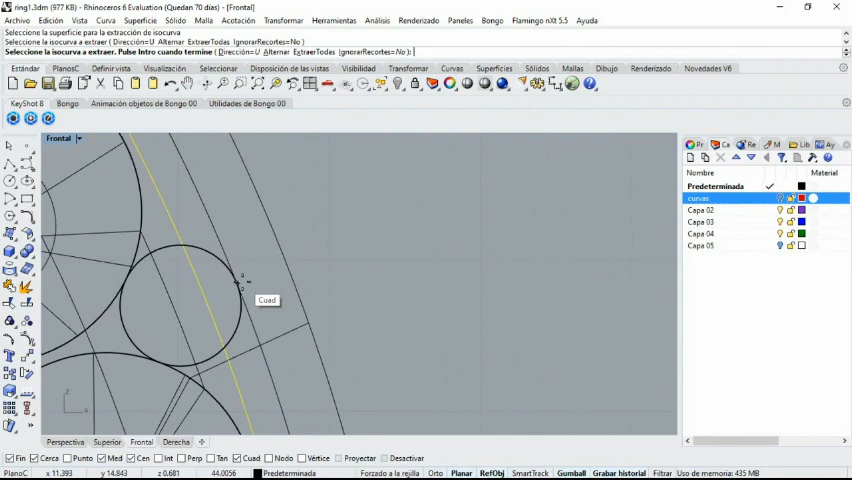 ring1.3dm (977 KB) - Rhinoceros 6 Evaluación (Quedan 70 días) - [Frontal]
Archivo Edición Vista Curva Superficie Sólido Malla Acotación Transformar Herramientas Análisis Renderizado Paneles Bongo Flamingo nXt 5.5 Ayuda
Seleccione la superficie para la extracción de isocurva
Seleccione la isocurva a extraer ( Dirección=U Alternar ExtraerTodas IgnorarRecortes=No )
Seleccione la isocurva a extraer. Pulse Intro cuando termine ( Dirección=U Alternar ExtraerTodas IgnorarRecortes=No ):
Estándar PlanosC Definir vista Visualización Seleccionar Disposición de las vistas Visibilidad Transformar Curvas Superficies Sólidos Mallas Dibujo Renderizado Novedades V6
KeyShot 8 Bongo Animación objetos de Bongo 00 Utilidades de Bongo 00
Frontal
Pr Ca Re M Lib Ay
Nombre Material
Predeterminada
curvas
Capa 02
Capa 03
Capa 04
Capa 05
Cuad
z
x
Perspectiva Superior Frontal Derecha
Fin Cerca Punto Med Cen Int Perp Tan Cuad Nodo Vértice Proyectar Desactivar
PlanoC x 11.393 y 14.843 z 0.681 44.0056 Predeterminada Forzado a la rejilla Orto Planar RefObj SmartTrack Gumball Grabar historial Filtrar Uso de memoria: 435 MB